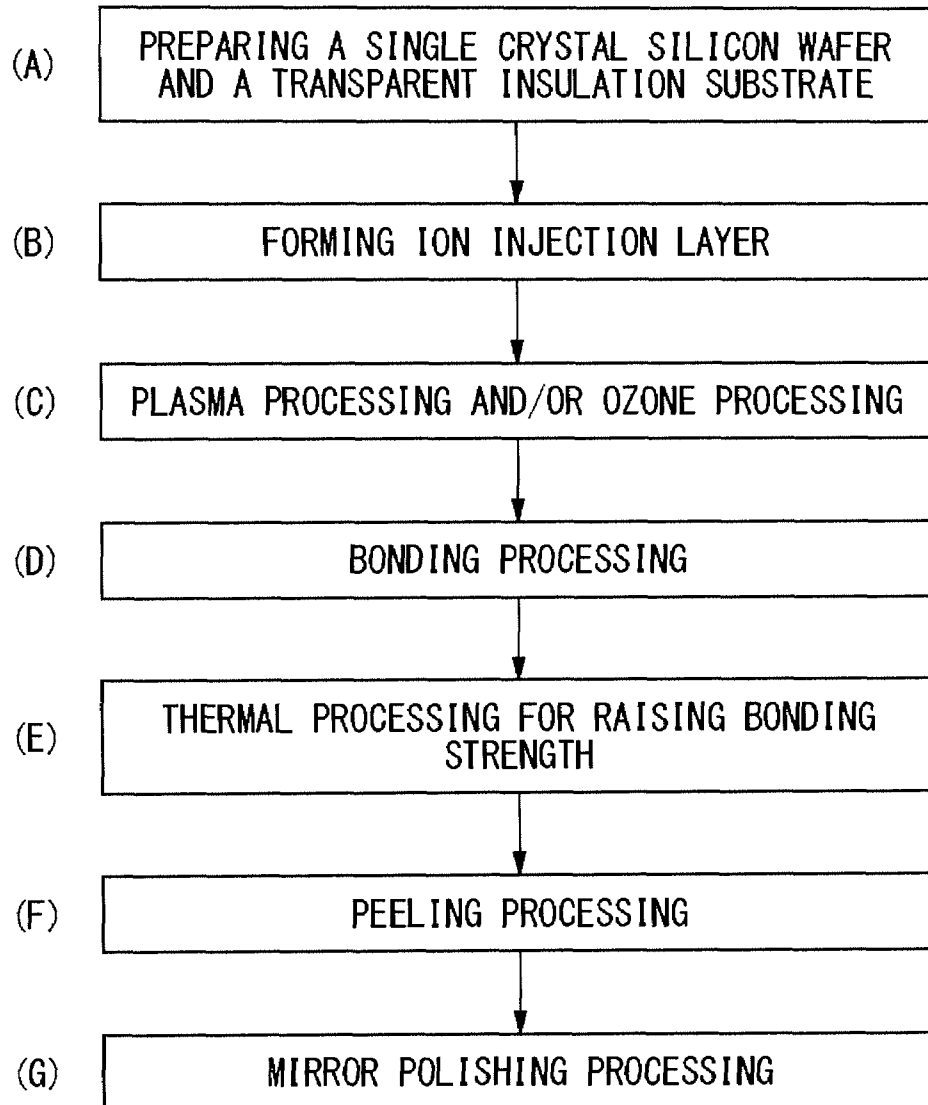 (A) PREPARING A SINGLE CRYSTAL SILICON WAFER
AND A TRANSPARENT INSULATION SUBSTRATE
(B) FORMING ION INJECTION LAYER
(C) PLASMA PROCESSING AND/OR OZONE PROCESSING
(D) BONDING PROCESSING
(E) THERMAL PROCESSING FOR RAISING BONDING
STRENGTH
(F) PEELING PROCESSING
(G) MIRROR POLISHING PROCESSING